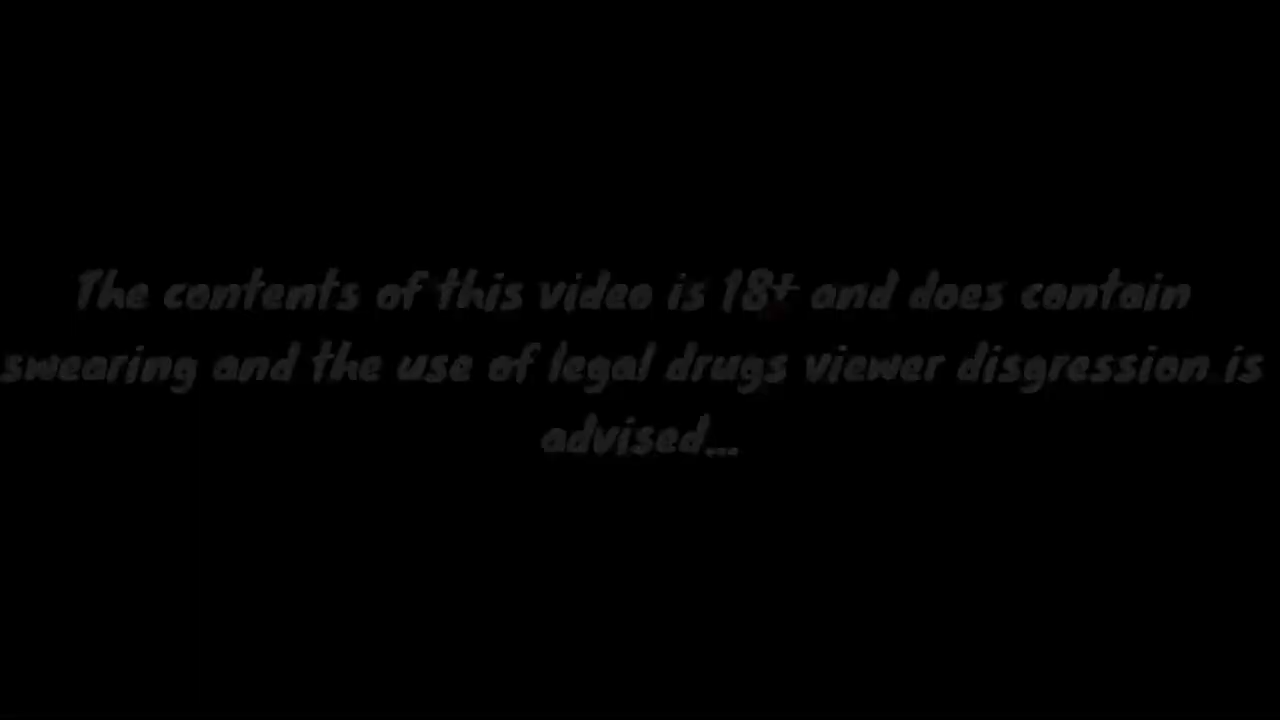 The contents of this video is 18+ and does contain
swearing and the use of legal drugs viewer disgression is
advised...